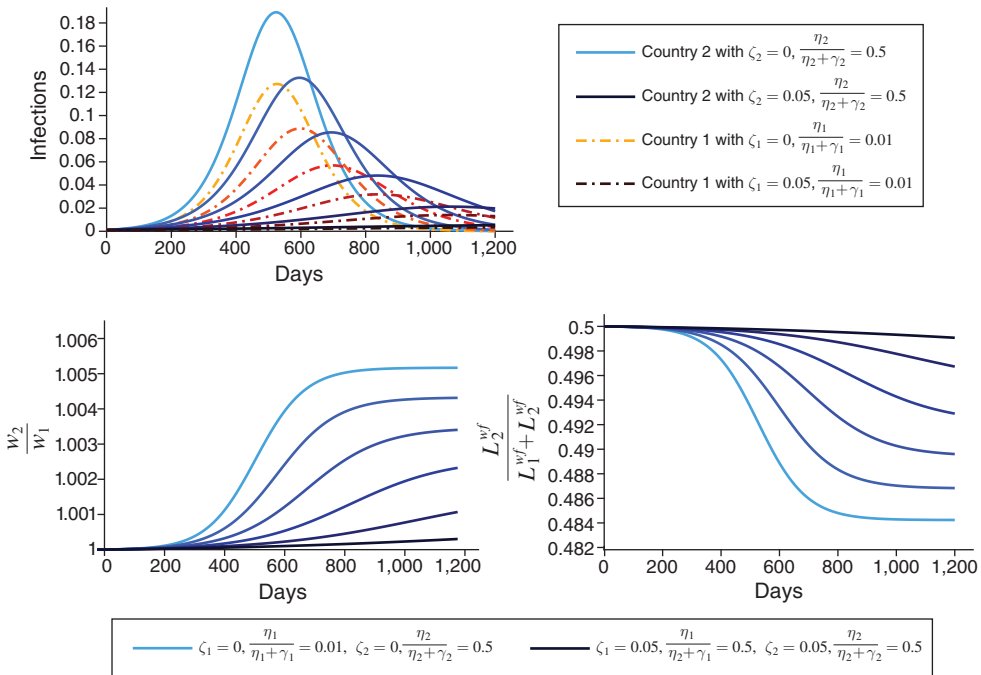 0.18
0.16
0.14
0.12
0.10
0.08
0.06
0.04
0.02
0
Infections
0 200 400 600 800 1,000 1,200
Days
Country 2 with ζ₂ = 0, η₂/(η₂+γ₂) = 0.5
Country 2 with ζ₂ = 0.05, η₂/(η₂+γ₂) = 0.5
Country 1 with ζ₁ = 0, η₁/(η₁+γ₁) = 0.01
Country 1 with ζ₁ = 0.05, η₁/(η₁+γ₁) = 0.01
1.006
1.005
1.004
1.003
1.002
1.001
1
w₂/w₁
0 200 400 600 800 1,000 1,200
Days
0.5
0.498
0.496
0.494
0.492
0.49
0.488
0.486
0.484
0.482
L₂^{wf}/(L₁^{wf} + L₂^{wf})
0 200 400 600 800 1,000 1,200
Days
ζ₁ = 0, η₁/(η₁+γ₁) = 0.01, ζ₂ = 0, η₂/(η₂+γ₂) = 0.5
ζ₁ = 0.05, η₁/(η₂+γ₁) = 0.5, ζ₂ = 0.05, η₂/(η₂+γ₂) = 0.5